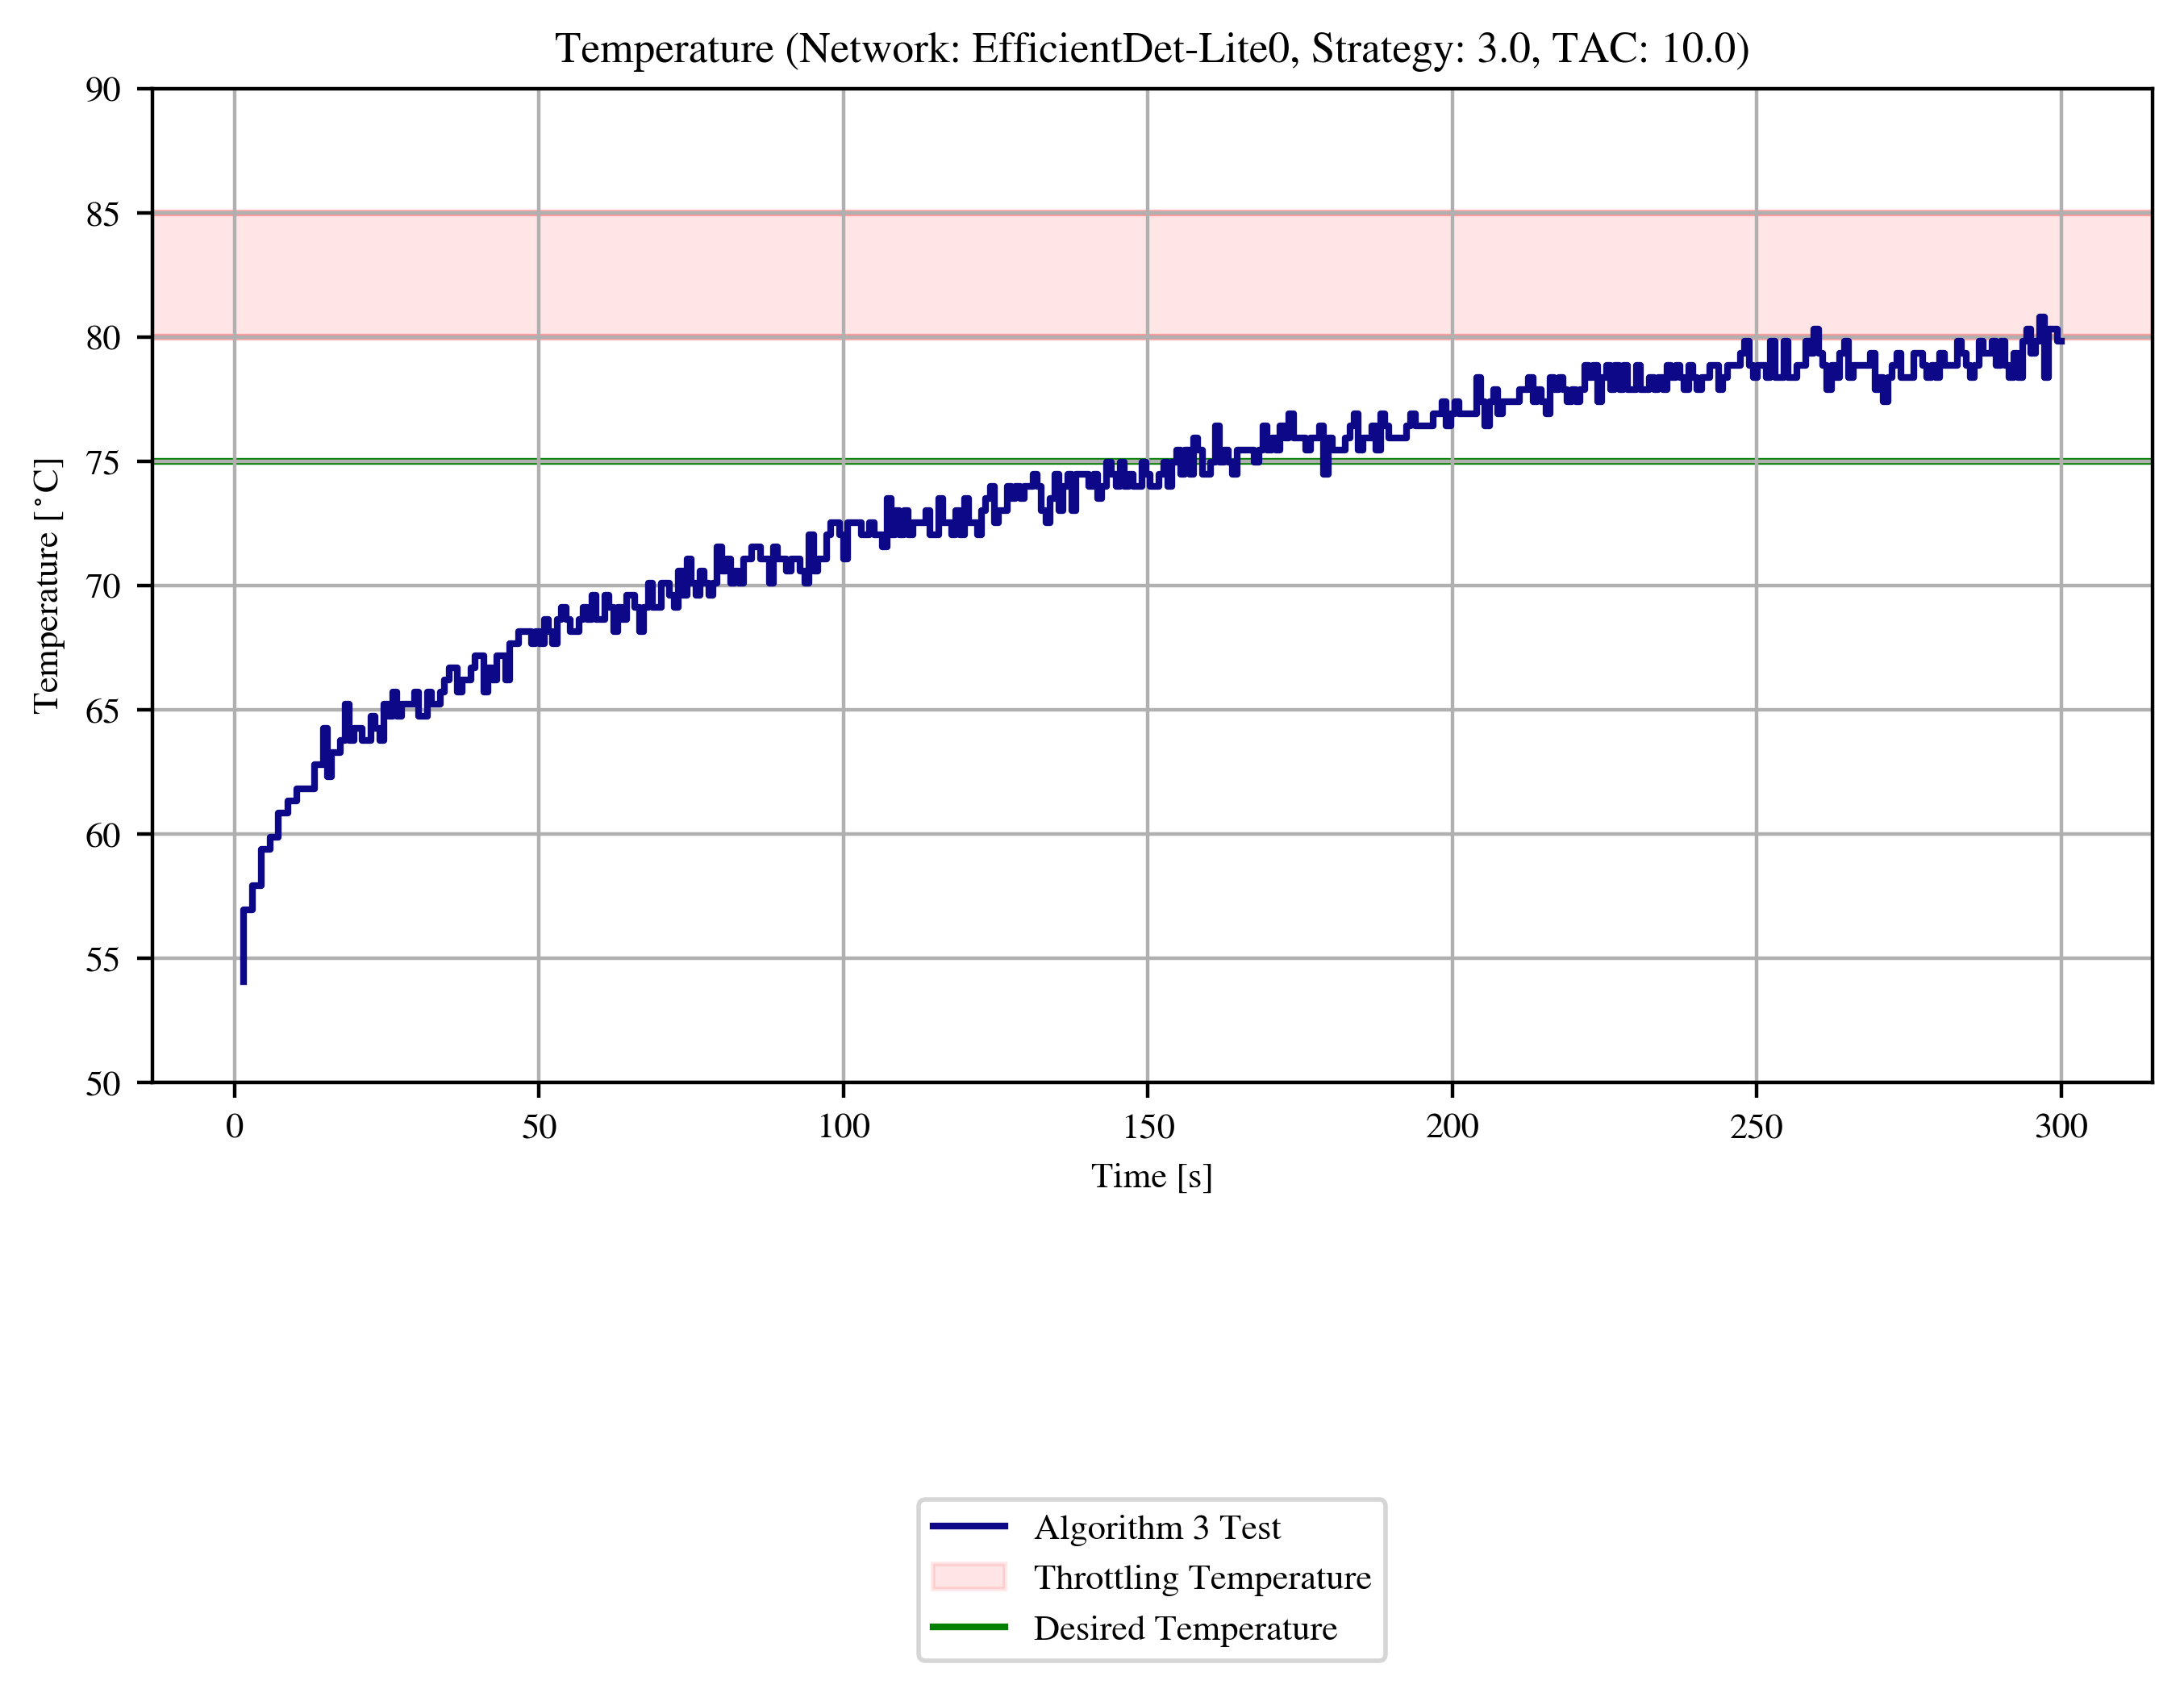 Temperature (Network: EfficientDet-Lite0, Strategy: 3.0, TAC: 10.0)
90
85
80
75
70
65
60
55
50
Temperature [°C]
0 50 100 150 200 250 300
Time [s]
Algorithm 3 Test
Throttling Temperature
Desired Temperature